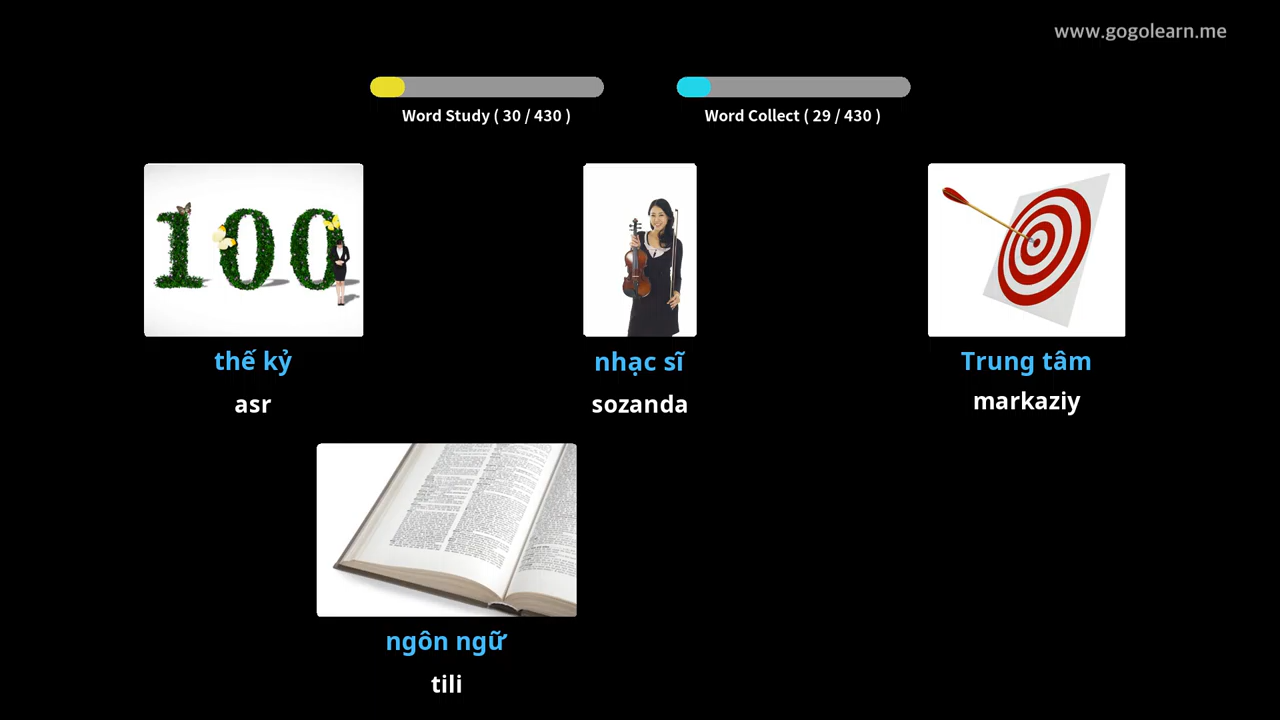 www.gogolearn.me
Word Study ( 30 / 430 )
Word Collect ( 29 / 430 )
100
thế kỷ
asr
nhạc sĩ
sozanda
Trung tâm
markaziy
ngôn ngữ
tili